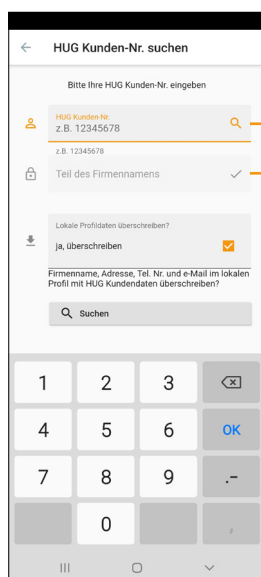 HUG Kunden-Nr. suchen
Bitte Ihre HUG Kunden-Nr. eingeben
HUG Kunden-Nr.
z.B. 12345678
z.B. 12345678
Teil des Firmennamens
Lokale Profildaten überschreiben?
ja, überschreiben
Firmenname, Adresse, Tel. Nr. und e-Mail im lokalen
Profil mit HUG Kundendaten überschreiben?
Suchen
1 2 3
4 5 6 OK
7 8 9 .-
0 ,